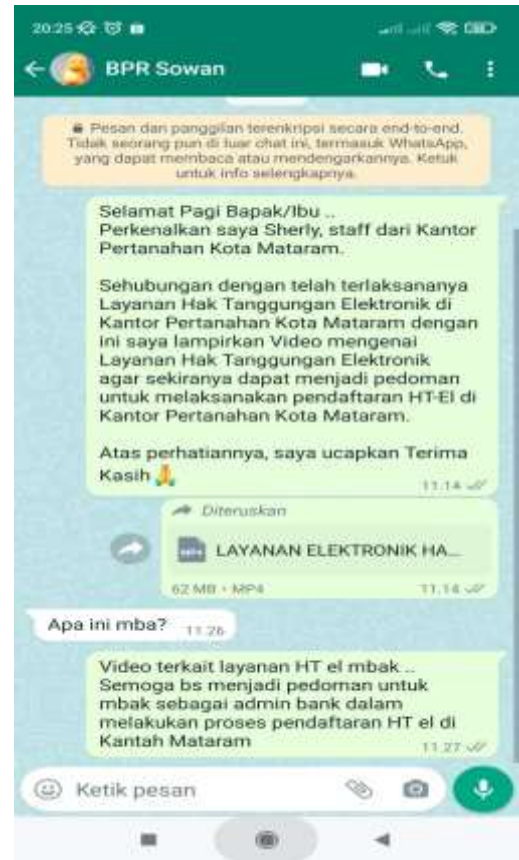 20:25
BPR Sowan
Pesan dan panggilan terenkripsi secara end-to-end.
Tidak seorang pun di luar chat ini, termasuk WhatsApp,
yang dapat membaca atau mendengarkannya. Ketuk
untuk info selengkapnya.
Selamat Pagi Bapak/Ibu ..
Perkenalkan saya Sherly, staff dari Kantor
Pertanahan Kota Mataram.
Sehubungan dengan telah terlaksananya
Layanan Hak Tanggungan Elektronik di
Kantor Pertanahan Kota Mataram dengan
ini saya lampirkan Video mengenai
Layanan Hak Tanggungan Elektronik
agar sekiranya dapat menjadi pedoman
untuk melaksanakan pendaftaran HT-El di
Kantor Pertanahan Kota Mataram.
Atas perhatiannya, saya ucapkan Terima
Kasih 🙏
11.14
Diteruskan
LAYANAN ELEKTRONIK HA...
62 MB • MP4 11.14
Apa ini mba? 11.26
Video terkait layanan HT el mbak ..
Semoga bs menjadi pedoman untuk
mbak sebagai admin bank dalam
melakukan proses pendaftaran HT el di
Kantah Mataram
11.27
Ketik pesan